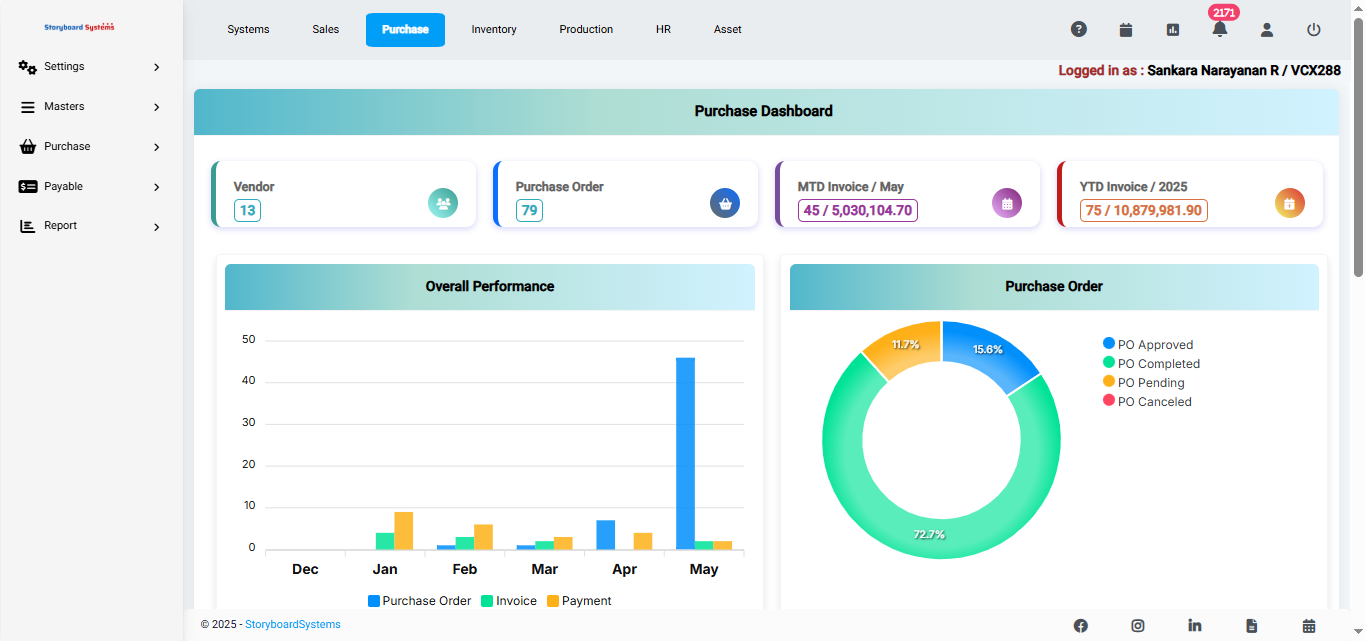 Storyboard Systems
Systems Sales Purchase Inventory Production HR Asset
2171
Logged in as : Sankara Narayanan R / VCX288
Settings
Masters
Purchase
Payable
Report
Purchase Dashboard
Vendor
13
Purchase Order
79
MTD Invoice / May
45 / 5,030,104.70
YTD Invoice / 2025
75 / 10,879,981.90
Overall Performance
50
40
30
20
10
0
Dec Jan Feb Mar Apr May
Purchase Order Invoice Payment
Purchase Order
11.7%
15.6%
72.7%
PO Approved
PO Completed
PO Pending
PO Canceled
© 2025 - StoryboardSystems